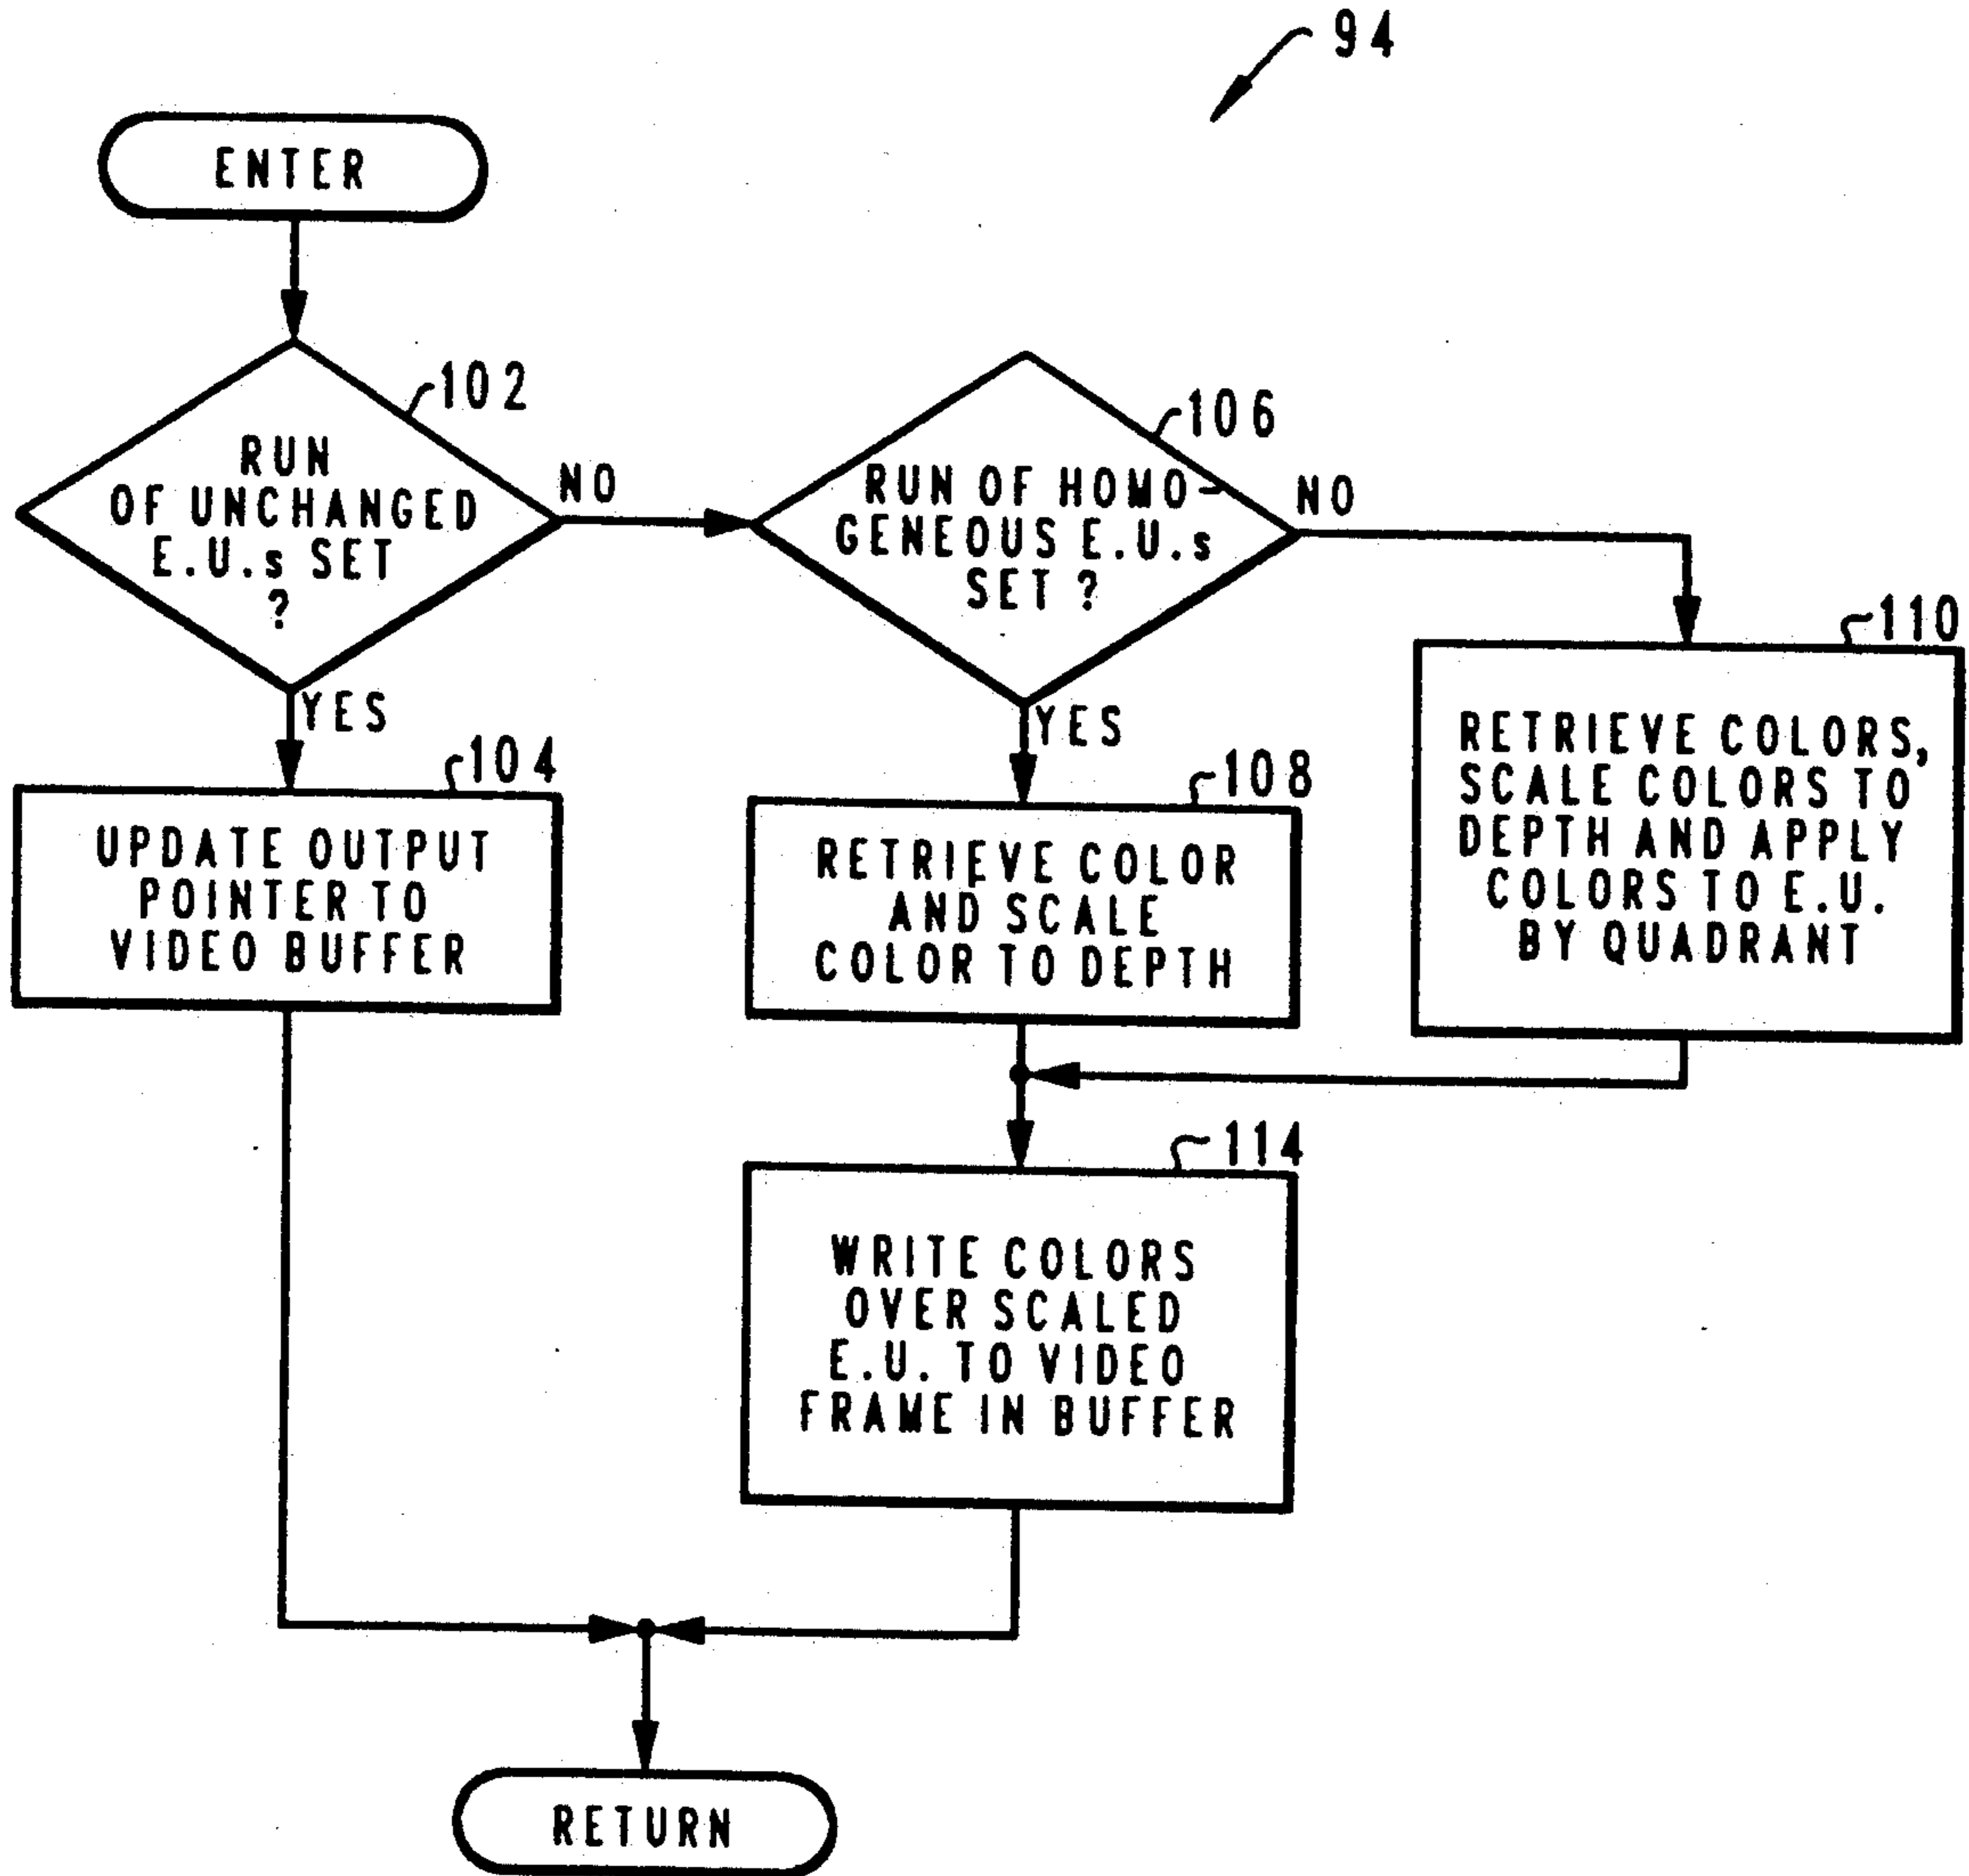 94
ENTER
102
RUN
OF UNCHANGED
E.U.s SET
?
NO
YES
106
RUN OF HOMO-
GENEOUS E.U.s
SET ?
NO
YES
104
UPDATE OUTPUT
POINTER TO
VIDEO BUFFER
108
RETRIEVE COLOR
AND SCALE
COLOR TO DEPTH
110
RETRIEVE COLORS,
SCALE COLORS TO
DEPTH AND APPLY
COLORS TO E.U.
BY QUADRANT
114
WRITE COLORS
OVER SCALED
E.U. TO VIDEO
FRAME IN BUFFER
RETURN